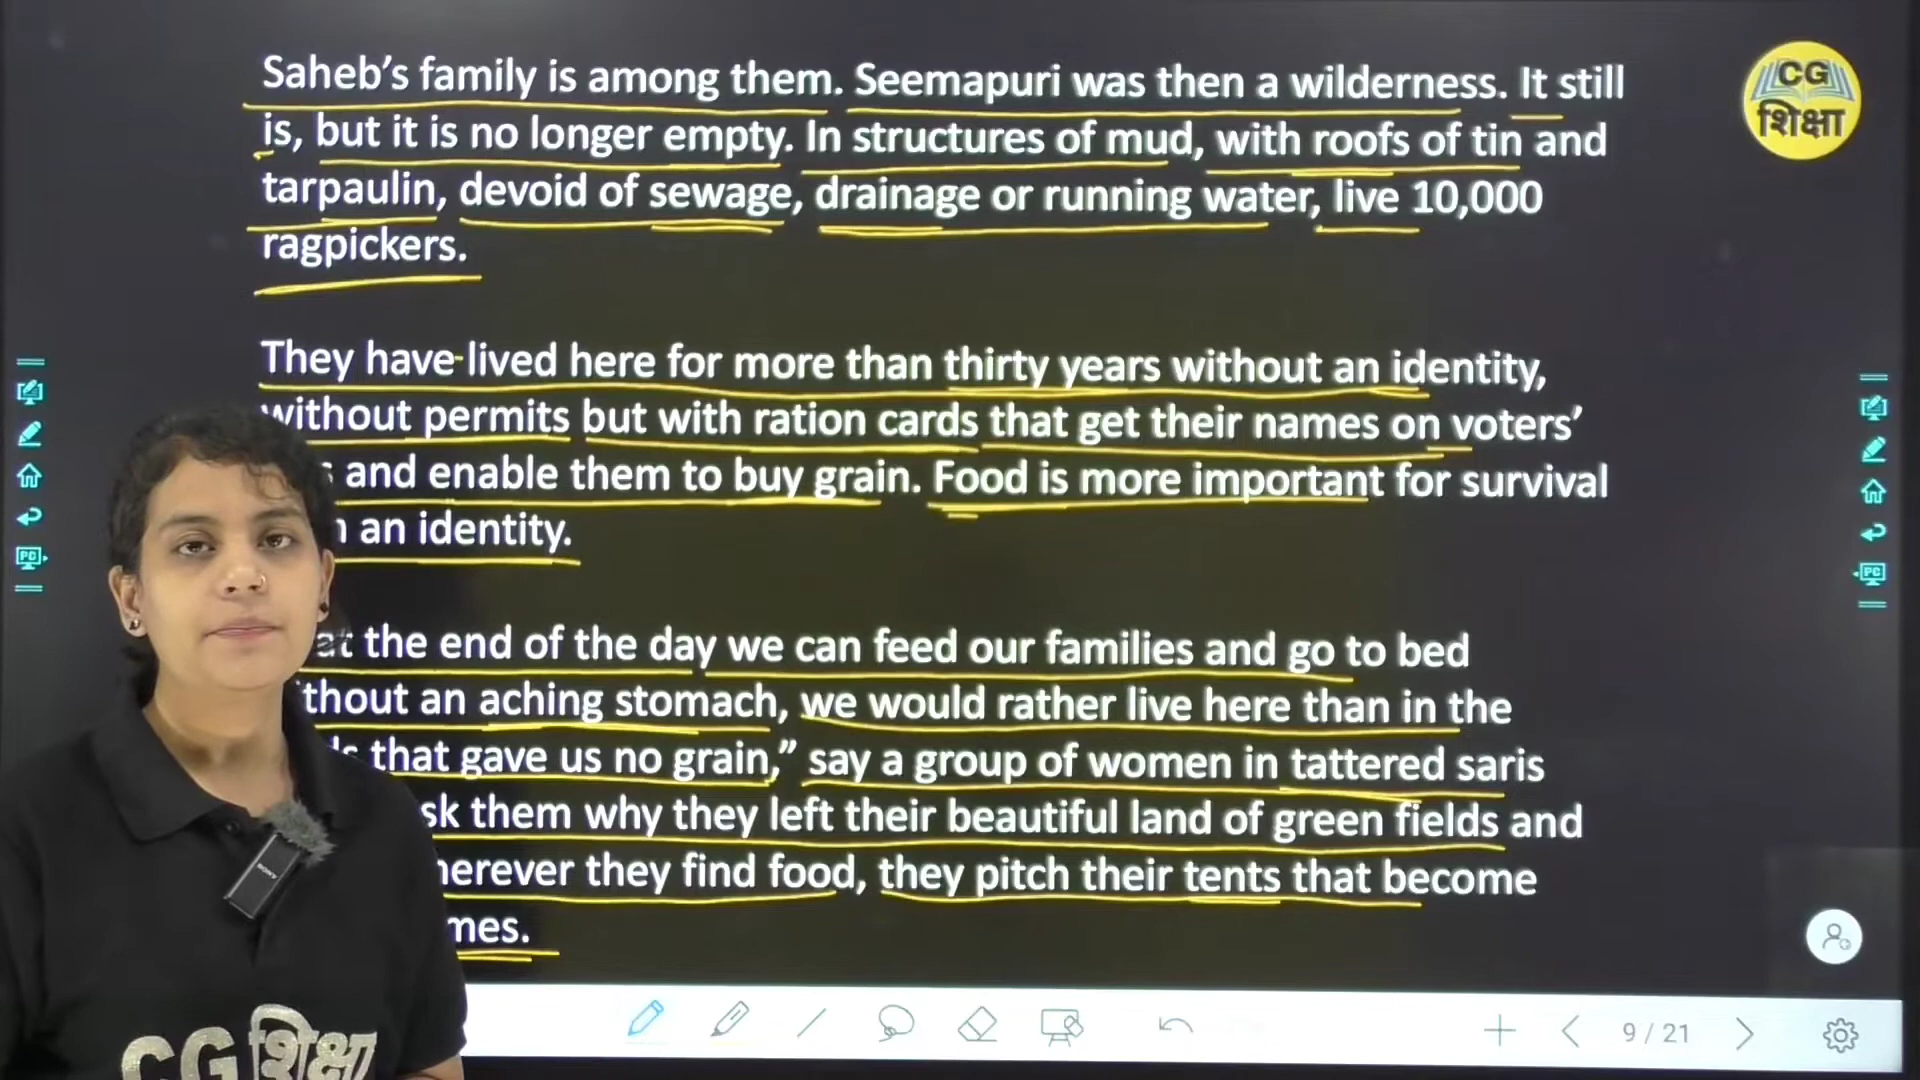 Saheb's family is among them. Seemapuri was then a wilderness. It still
is, but it is no longer empty. In structures of mud, with roofs of tin and
tarpaulin, devoid of sewage, drainage or running water, live 10,000
ragpickers.
They have lived here for more than thirty years without an identity,
without permits but with ration cards that get their names on voters'
and enable them to buy grain. Food is more important for survival
an identity.
at the end of the day we can feed our families and go to bed
an aching stomach, we would rather live here than in the
that gave us no grain,” say a group of women in tattered saris
them why they left their beautiful land of green fields and
they find food, they pitch their tents that become
CG
शिक्षा
PC
PC
SONY
CG शिक्षा
9 / 21